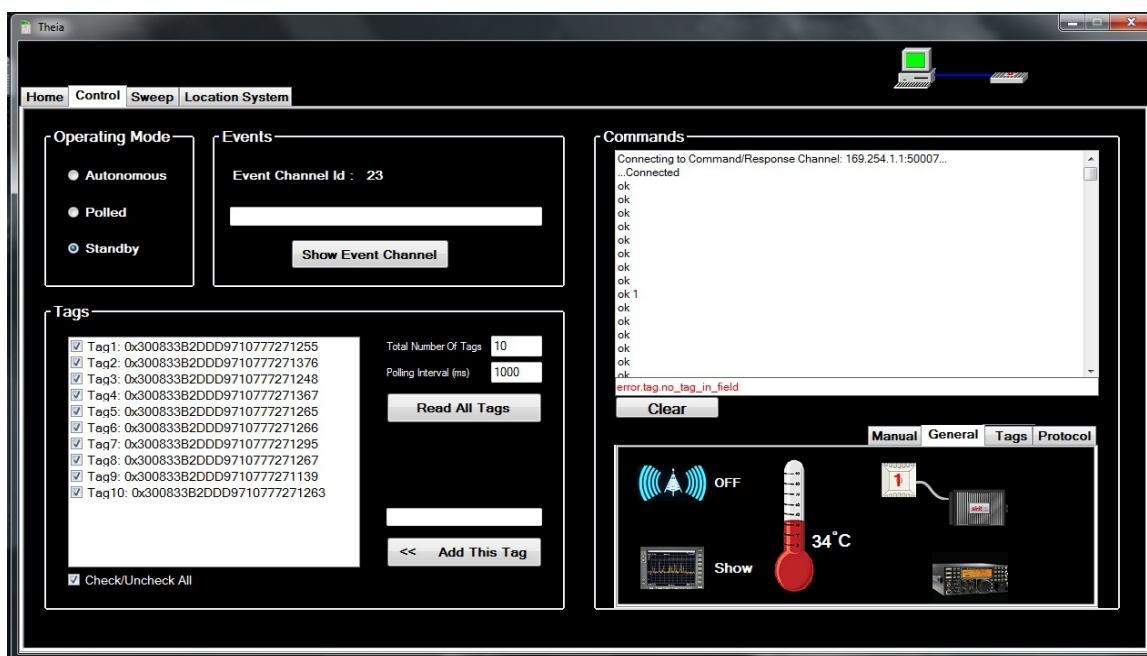 Theia
Home Control Sweep Location System
Operating Mode
Autonomous
Polled
Standby
Events
Event Channel Id : 23
Show Event Channel
Tags
Tag1: 0x300833B2DDD9710777271255
Tag2: 0x300833B2DDD9710777271376
Tag3: 0x300833B2DDD9710777271248
Tag4: 0x300833B2DDD9710777271367
Tag5: 0x300833B2DDD9710777271265
Tag6: 0x300833B2DDD9710777271266
Tag7: 0x300833B2DDD9710777271295
Tag8: 0x300833B2DDD9710777271267
Tag9: 0x300833B2DDD9710777271139
Tag10: 0x300833B2DDD9710777271263
Check/Uncheck All
Total Number Of Tags 10
Polling Interval (ms) 1000
Read All Tags
<< Add This Tag
Commands
Connecting to Command/Response Channel: 169.254.1.1:50007...
...Connected
ok
ok
ok
ok
ok
ok
ok
ok
ok 1
ok
ok
ok
ok
ok
ok
error.tag.no_tag_in_field
Clear
Manual General Tags Protocol
OFF
34°C
1
sirit
Show